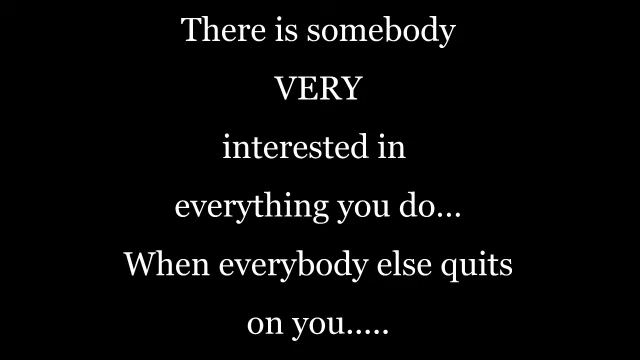 There is somebody
VERY
interested in
everything you do...
When everybody else quits
on you.....